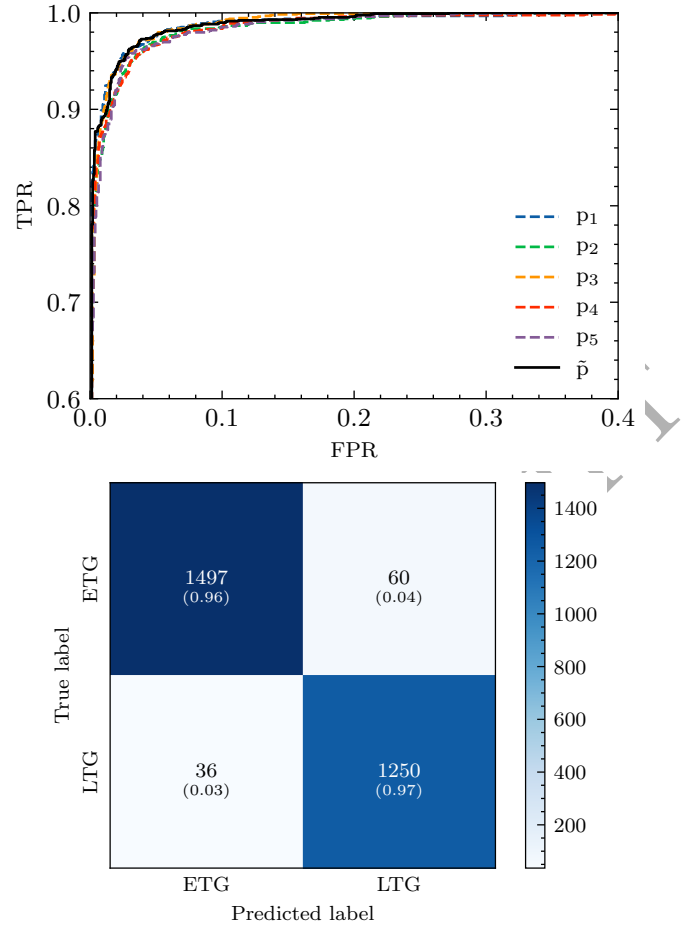 1.0
0.9
0.8
0.7
0.6
TPR
p1
p2
p3
p4
p5
p̃
0.0 0.1 0.2 0.3 0.4
FPR
1400
1200
1000
800
600
400
200
ETG
1497 60
(0.96) (0.04)
True label
LTG
36 1250
(0.03) (0.97)
ETG LTG
Predicted label